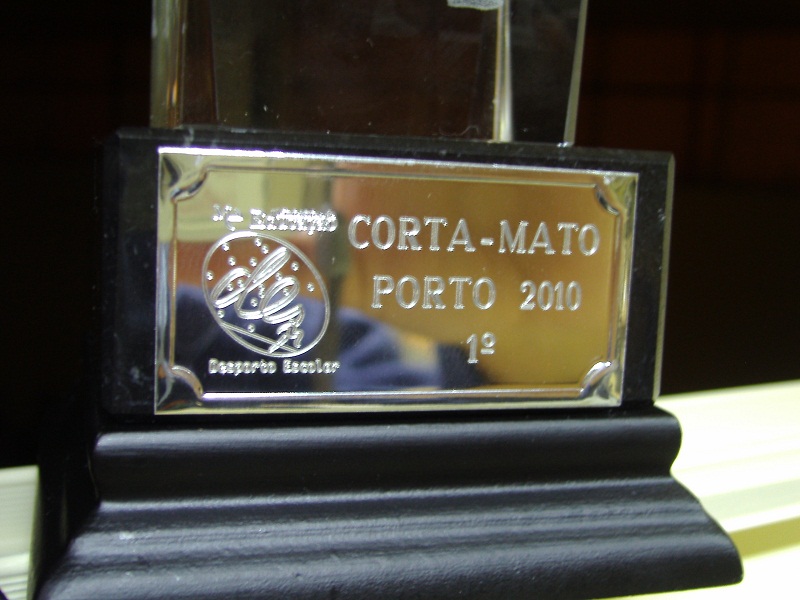 CORTA-MATO
PORTO 2010
1º
Desporto Escolar